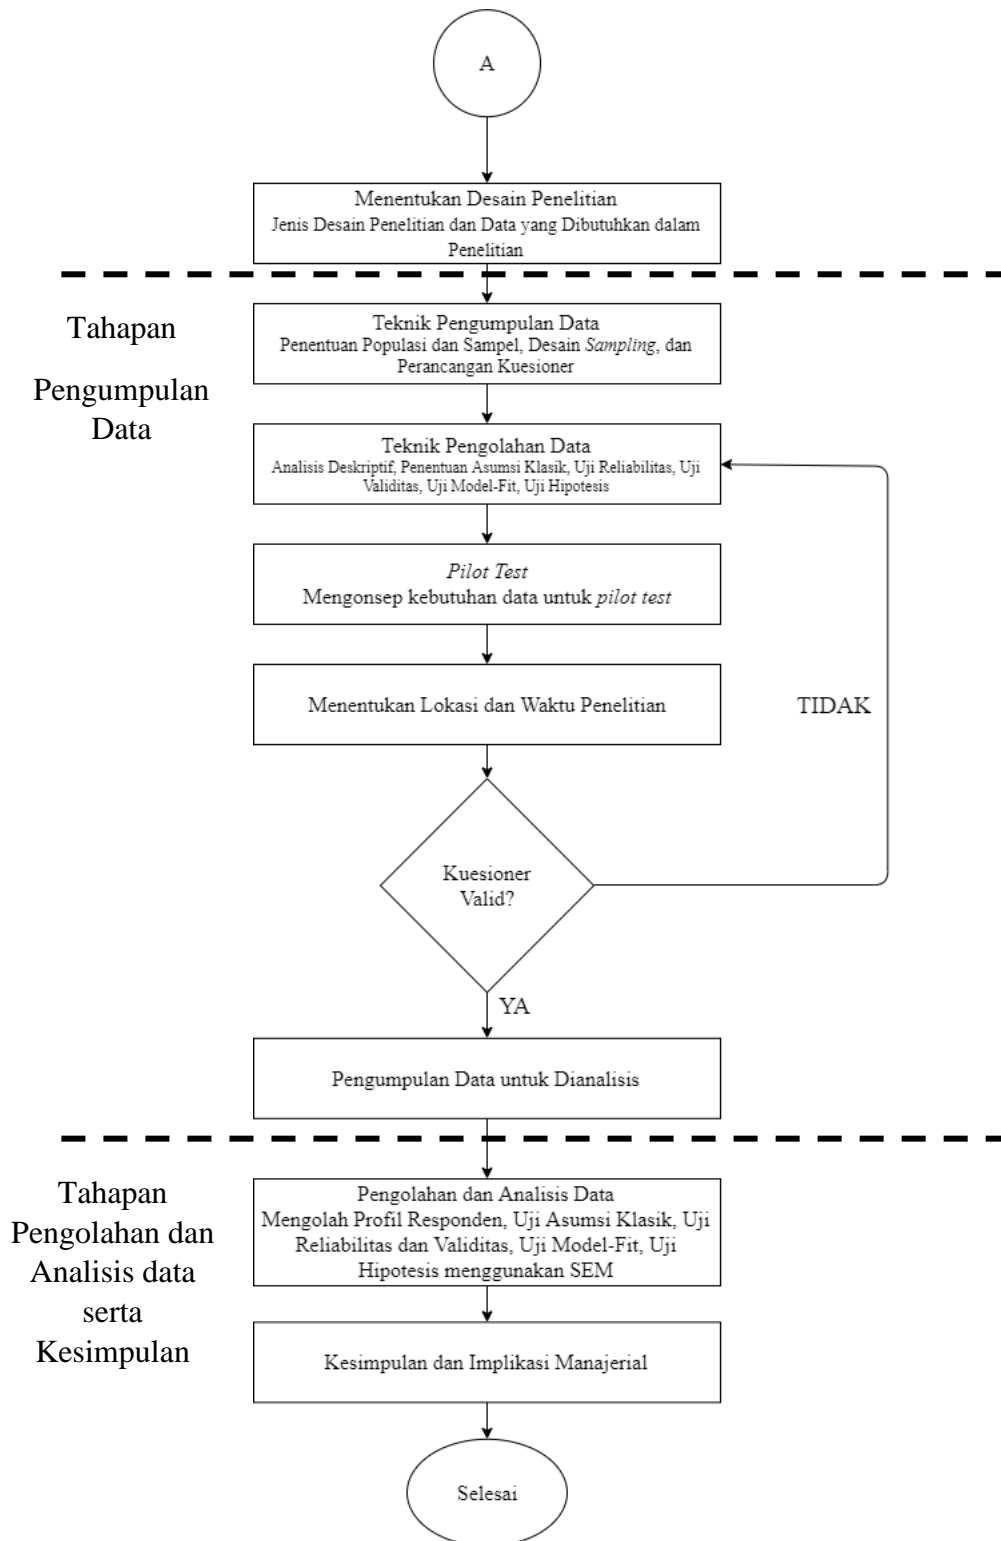 A
Menentukan Desain Penelitian
Jenis Desain Penelitian dan Data yang Dibutuhkan dalam
Penelitian
Tahapan
Pengumpulan
Data
Teknik Pengumpulan Data
Penentuan Populasi dan Sampel, Desain Sampling, dan
Perancangan Kuesioner
Teknik Pengolahan Data
Analisis Deskriptif, Penentuan Asumsi Klasik, Uji Reliabilitas, Uji
Validitas, Uji Model-Fit, Uji Hipotesis
Pilot Test
Mengonsep kebutuhan data untuk pilot test
Menentukan Lokasi dan Waktu Penelitian
TIDAK
Kuesioner
Valid?
YA
Pengumpulan Data untuk Dianalisis
Tahapan
Pengolahan dan
Analisis data
serta
Kesimpulan
Pengolahan dan Analisis Data
Mengolah Profil Responden, Uji Asumsi Klasik, Uji
Reliabilitas dan Validitas, Uji Model-Fit, Uji
Hipotesis menggunakan SEM
Kesimpulan dan Implikasi Manajerial
Selesai